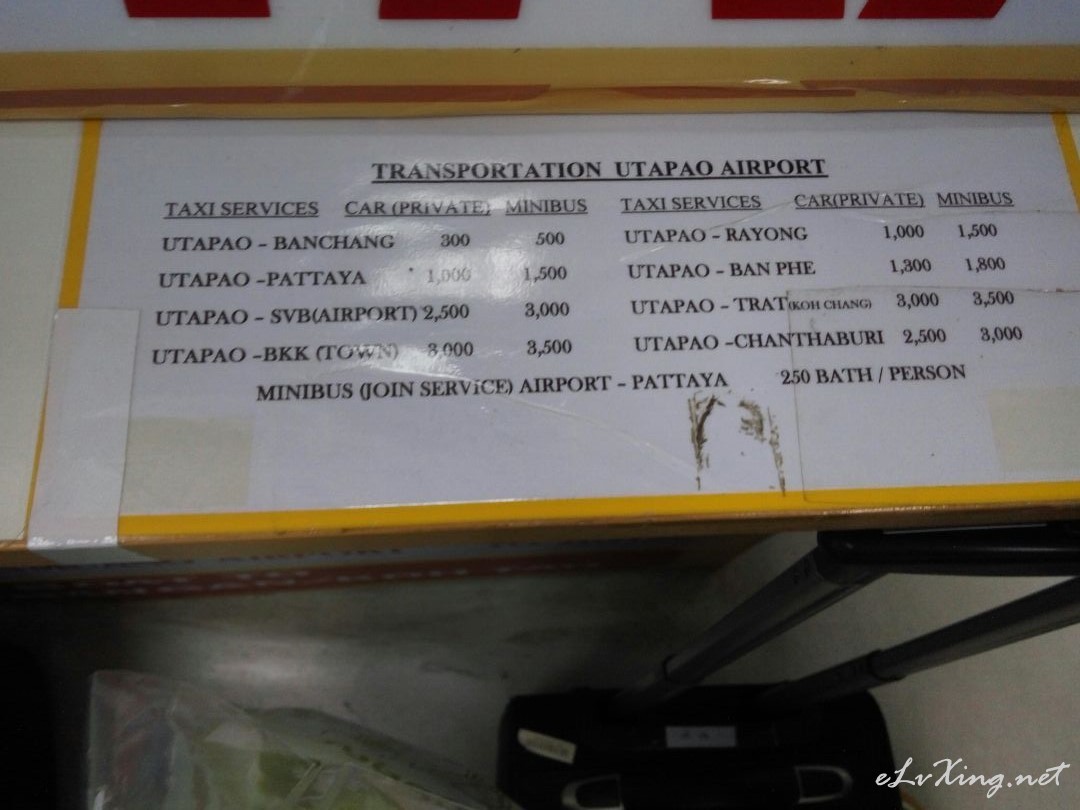 TRANSPORTATION UTAPAO AIRPORT
TAXI SERVICES CAR (PRIVATE) MINIBUS TAXI SERVICES CAR(PRIVATE) MINIBUS
UTAPAO – BANCHANG 300 500 UTAPAO – RAYONG 1,000 1,500
UTAPAO –PATTAYA 1,000 1,500 UTAPAO – BAN PHE 1,300 1,800
UTAPAO – SVB(AIRPORT) 2,500 3,000 UTAPAO – TRAT(KOH CHANG) 3,000 3,500
UTAPAO –BKK (TOWN) 3,000 3,500 UTAPAO –CHANTHABURI 2,500 3,000
MINIBUS (JOIN SERVICE) AIRPORT – PATTAYA 250 BATH / PERSON
eLvXing.net